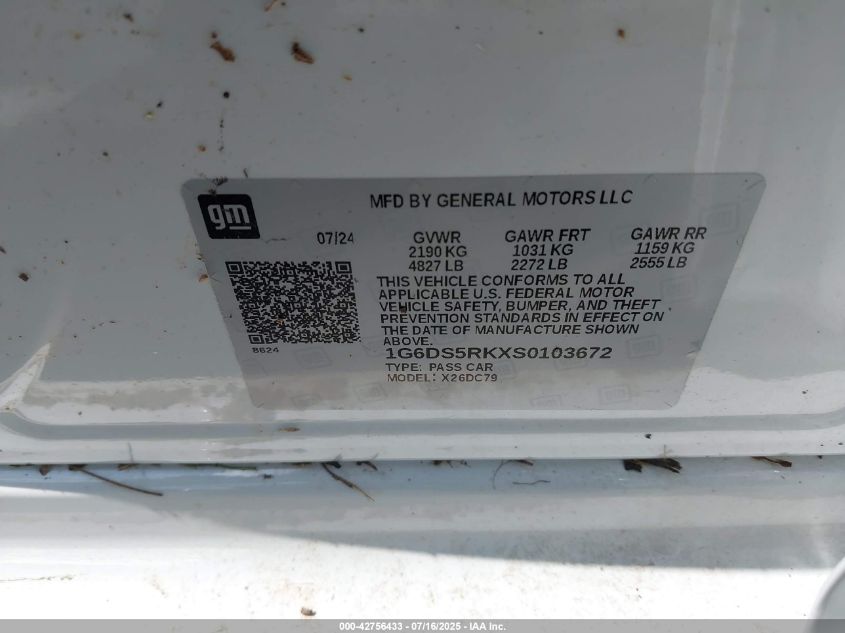 gm
MFD BY GENERAL MOTORS LLC
07/24 GVWR GAWR FRT GAWR RR
2190 KG 1031 KG 1159 KG
4827 LB 2272 LB 2555 LB
THIS VEHICLE CONFORMS TO ALL
APPLICABLE U.S. FEDERAL MOTOR
VEHICLE SAFETY, BUMPER, AND THEFT
PREVENTION STANDARDS IN EFFECT ON
THE DATE OF MANUFACTURE SHOWN
ABOVE.
8624
1G6DS5RKXS0103672
TYPE: PASS CAR
MODEL: X26DC79
000-42756433 - 07/16/2025 - IAA Inc.